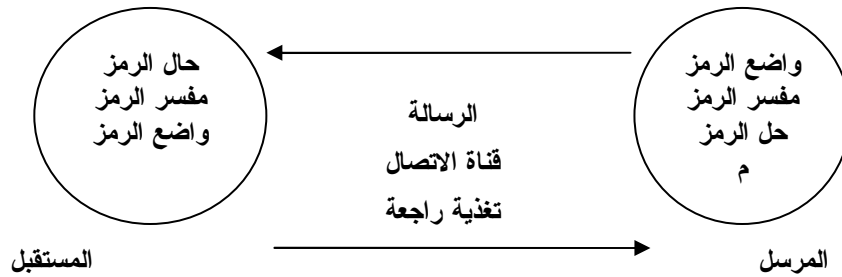 واضع الرمز
مفسر الرمز
حل الرمز
م
الرسالة
قناة الاتصال
تغذية راجعة
حال الرمز
مفسر الرمز
واضع الرمز
المرسل
المستقبل